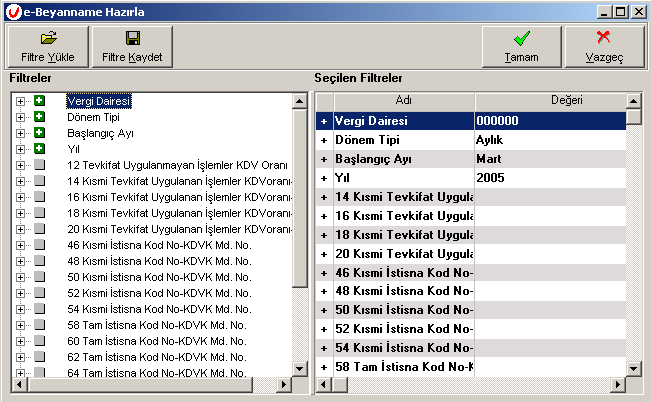 e-Beyanname Hazırla
Filtre Yükle
Filtre Kaydet
Tamam
Vazgeç
Filtreler
Vergi Dairesi
Dönem Tipi
Başlangıç Ayı
Yıl
12 Tevkifat Uygulanmayan İşlemler KDV Oranı
14 Kısmi Tevkifat Uygulanan İşlemler KDVoranı
16 Kısmi Tevkifat Uygulanan İşlemler KDVoranı
18 Kısmi Tevkifat Uygulanan İşlemler KDVoranı
20 Kısmi Tevkifat Uygulanan İşlemler KDVoranı
46 Kısmi İstisna Kod No-KDVK Md. No.
48 Kısmi İstisna Kod No-KDVK Md. No.
50 Kısmi İstisna Kod No-KDVK Md. No.
52 Kısmi İstisna Kod No-KDVK Md. No.
54 Kısmi İstisna Kod No-KDVK Md. No.
58 Tam İstisna Kod No-KDVK Md. No.
60 Tam İstisna Kod No-KDVK Md. No.
62 Tam İstisna Kod No-KDVK Md. No.
64 Tam İstisna Kod No-KDVK Md. No.
Seçilen Filtreler
Adı Değeri
Vergi Dairesi 000000
Dönem Tipi Aylık
Başlangıç Ayı Mart
Yıl 2005
14 Kısmi Tevkifat Uygula
16 Kısmi Tevkifat Uygula
18 Kısmi Tevkifat Uygula
20 Kısmi Tevkifat Uygula
46 Kısmi İstisna Kod No-
48 Kısmi İstisna Kod No-
50 Kısmi İstisna Kod No-
52 Kısmi İstisna Kod No-
54 Kısmi İstisna Kod No-
58 Tam İstisna Kod No-K